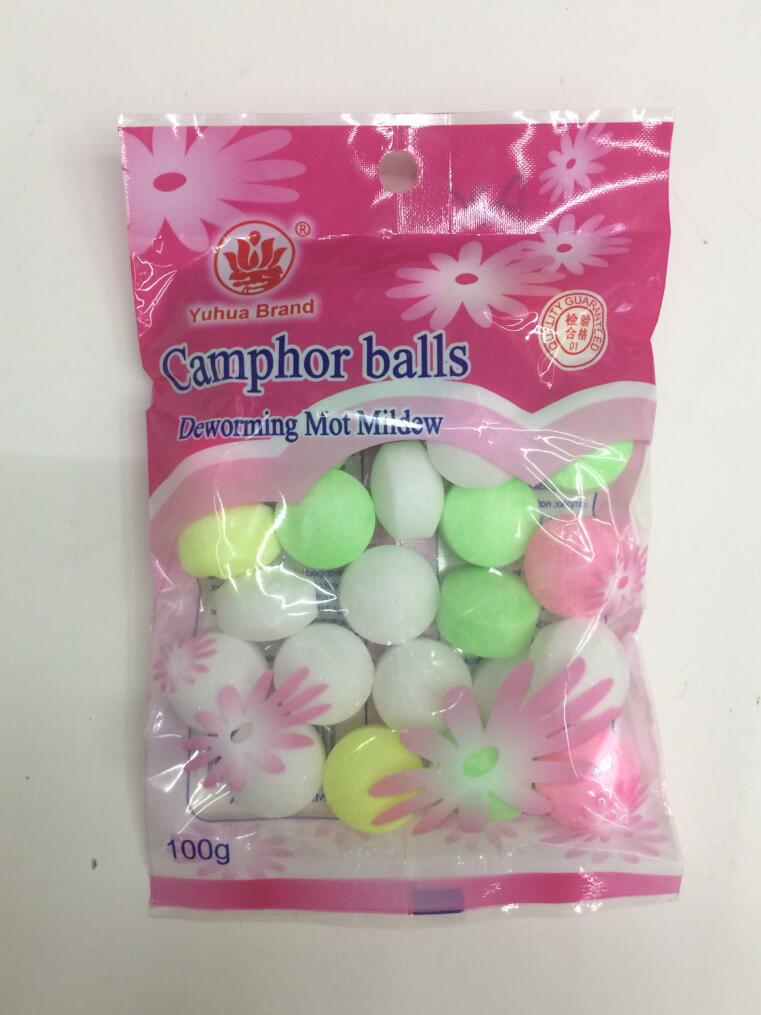 ®
Yuhua Brand
QUALITY GUARANTEED
检验
合格
01
Camphor balls
Deworming Mot Mildew
100g